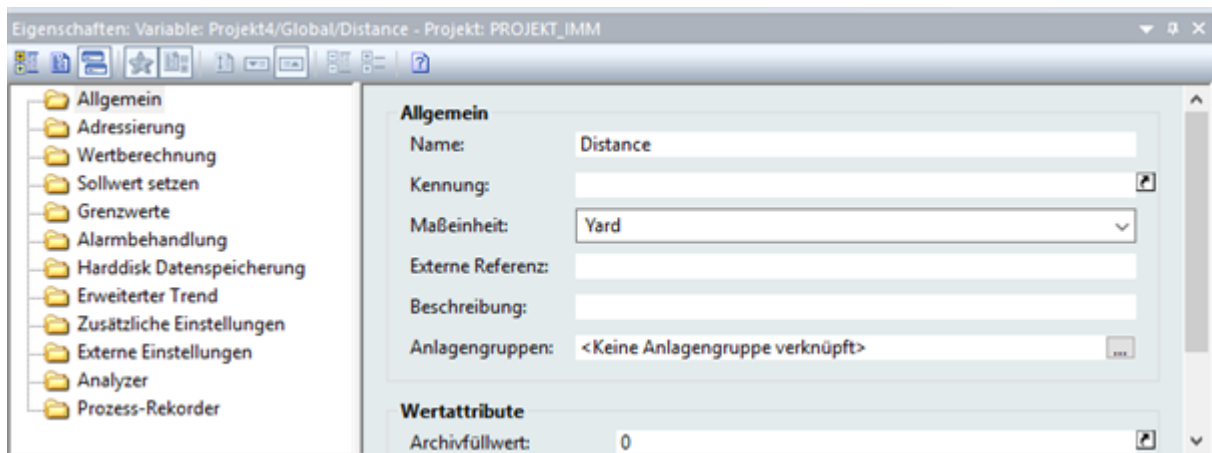 Eigenschaften: Variable: Projekt4/Global/Distance - Projekt: PROJEKT_IMM
Allgemein
Adressierung
Wertberechnung
Sollwert setzen
Grenzwerte
Alarmbehandlung
Harddisk Datenspeicherung
Erweiterter Trend
Zusätzliche Einstellungen
Externe Einstellungen
Analyzer
Prozess-Rekorder
Allgemein
Name: Distance
Kennung:
Maßeinheit: Yard
Externe Referenz:
Beschreibung:
Anlagengruppen: <Keine Anlagengruppe verknüpft> ...
Wertattribute
Archivfüllwert: 0